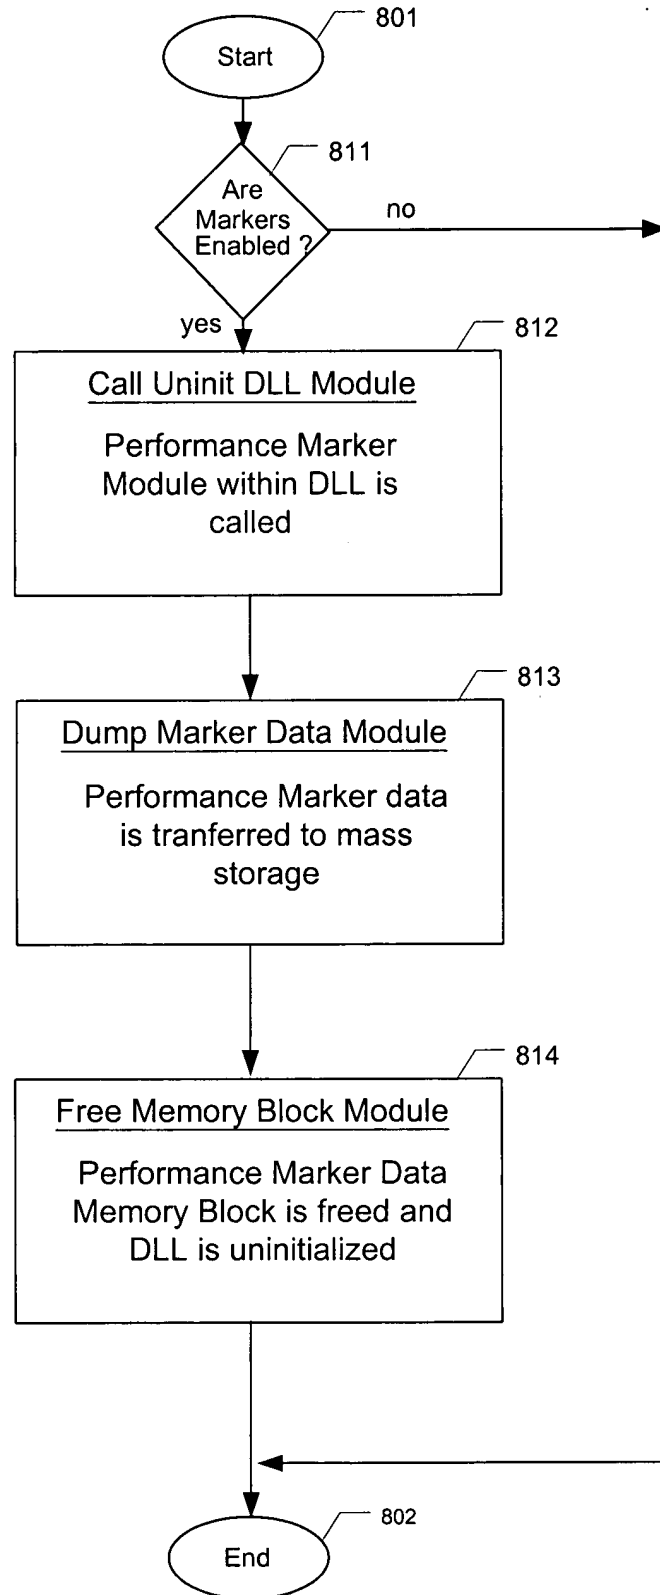 801
Start
811
Are
Markers
Enabled ?
no
yes
812
Call Uninit DLL Module
Performance Marker
Module within DLL is
called
813
Dump Marker Data Module
Performance Marker data
is tranferred to mass
storage
814
Free Memory Block Module
Performance Marker Data
Memory Block is freed and
DLL is uninitialized
802
End